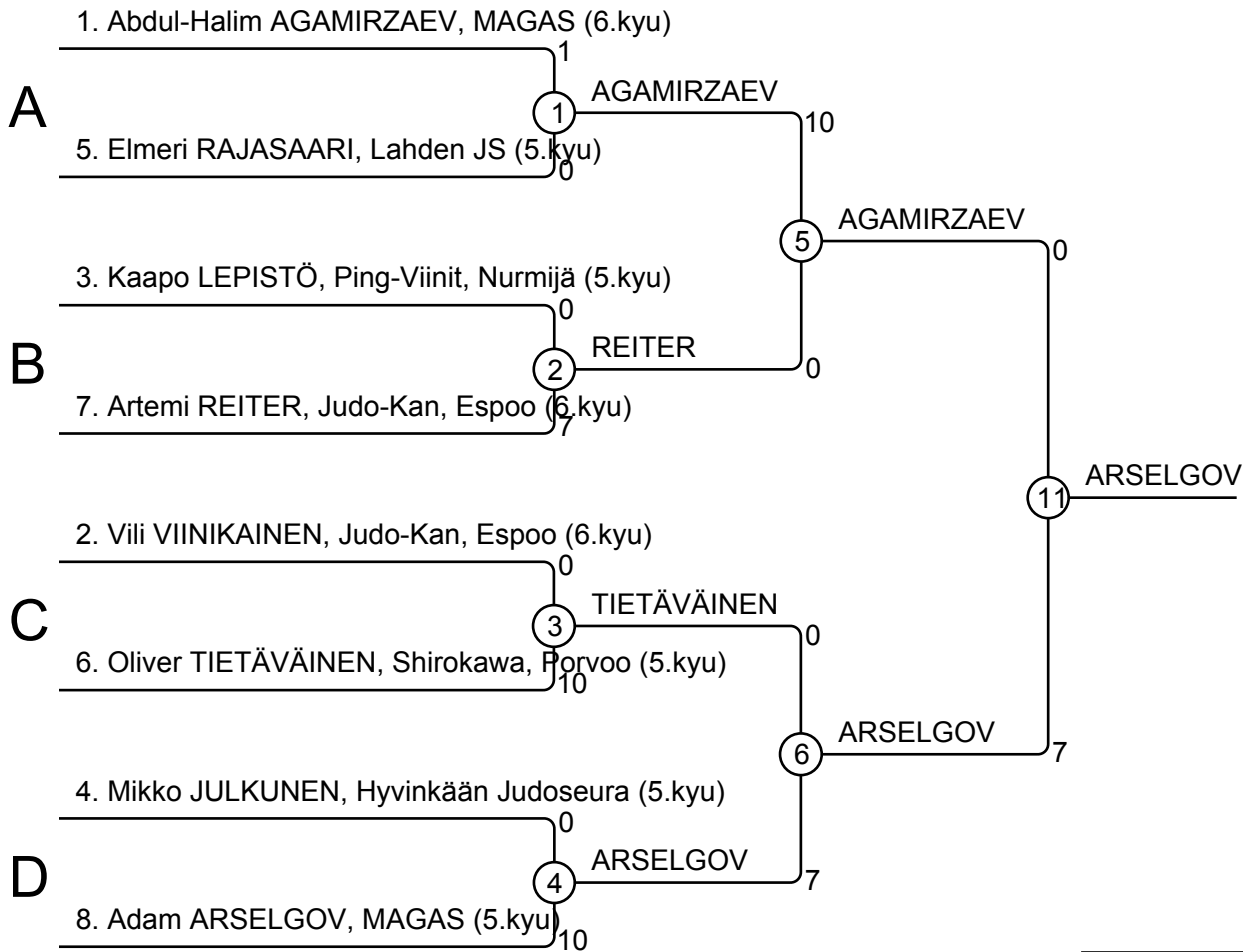 1. Abdul-Halim AGAMIRZAEV, MAGAS (6.kyu)
1
A
1
AGAMIRZAEV
10
5. Elmeri RAJASAARI, Lahden JS (5.kyu)
0
5
AGAMIRZAEV
0
3. Kaapo LEPISTÖ, Ping-Viinit, Nurmijä (5.kyu)
0
B
2
REITER
0
7. Artemi REITER, Judo-Kan, Espoo (6.kyu)
7
11
ARSELGOV
2. Vili VIINIKAINEN, Judo-Kan, Espoo (6.kyu)
0
C
3
TIETÄVÄINEN
0
6. Oliver TIETÄVÄINEN, Shirokawa, Porvoo (5.kyu)
10
6
ARSELGOV
7
4. Mikko JULKUNEN, Hyvinkään Judoseura (5.kyu)
0
D
4
ARSELGOV
7
8. Adam ARSELGOV, MAGAS (5.kyu)
10